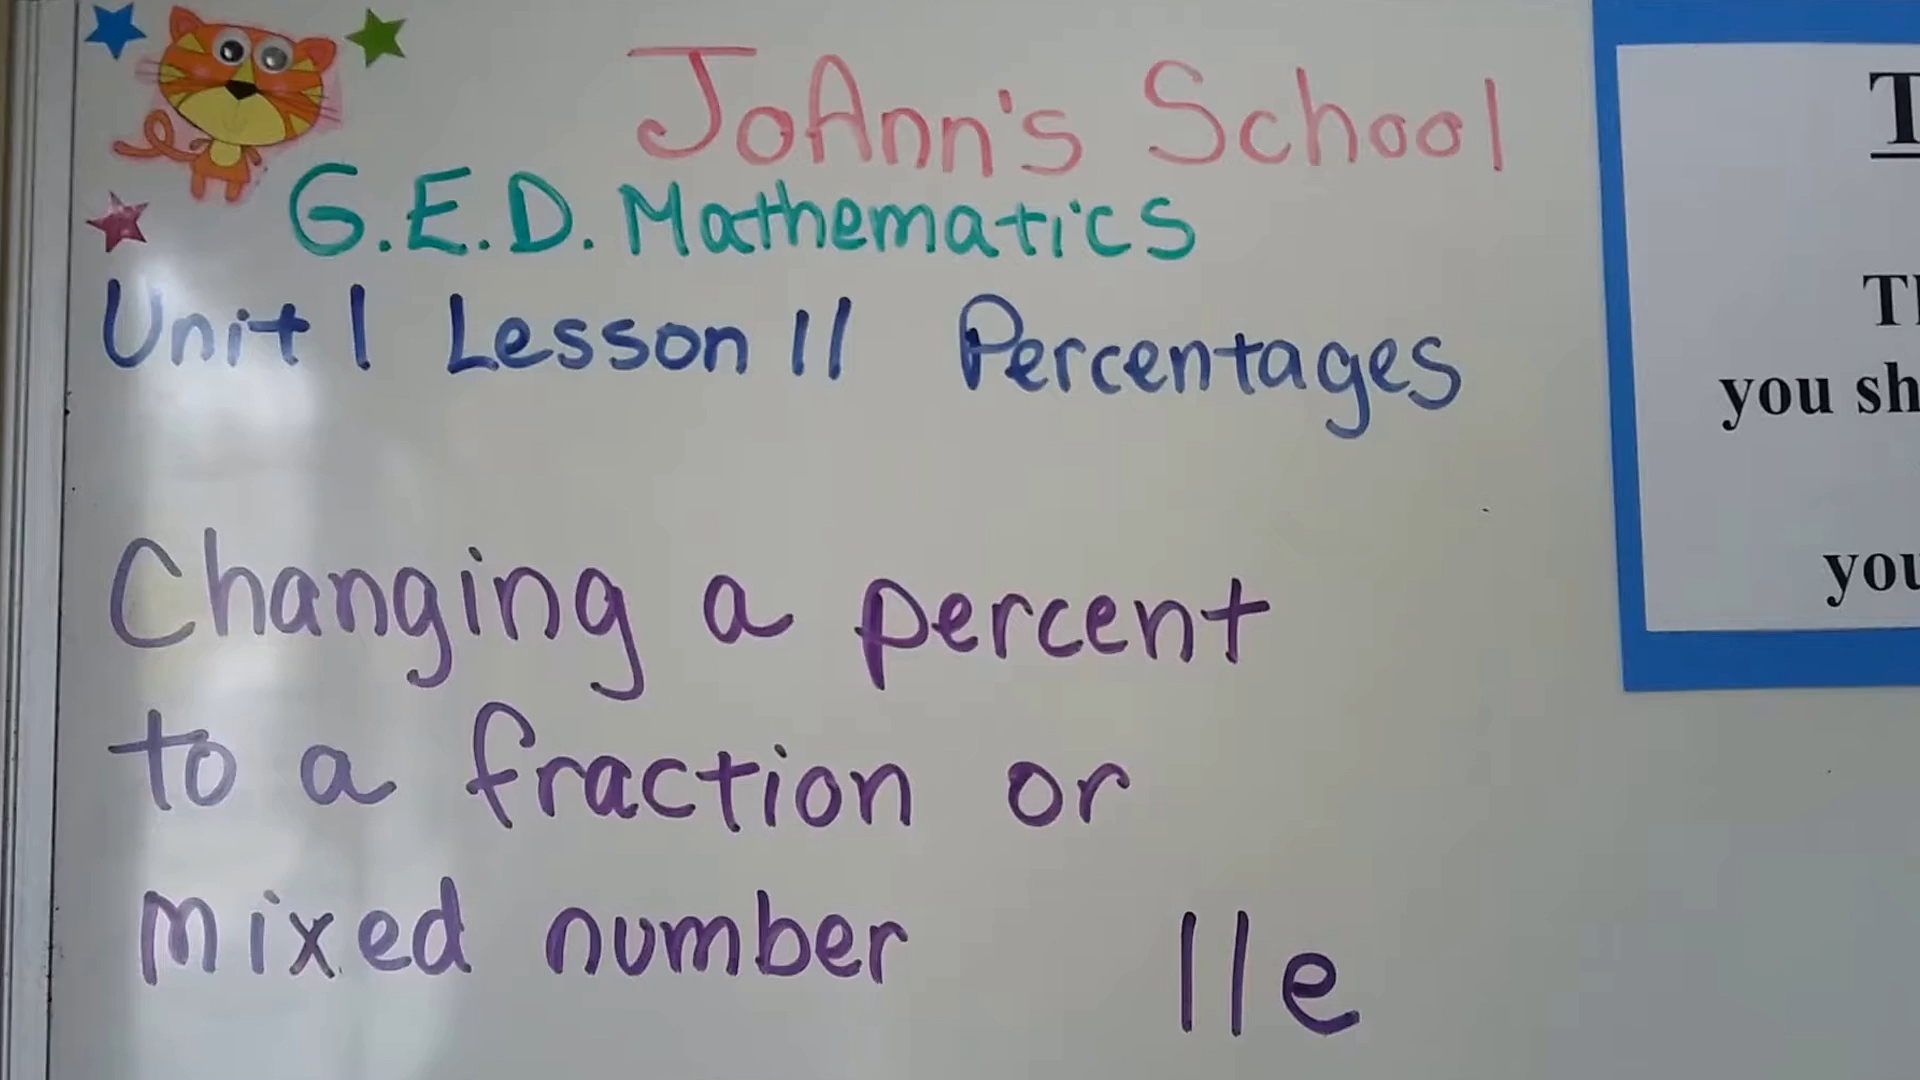 JoAnn's School
G.E.D. Mathematics
Unit 1 Lesson 11 Percentages
Changing a percent
to a fraction or
mixed number 11e
you sh
you